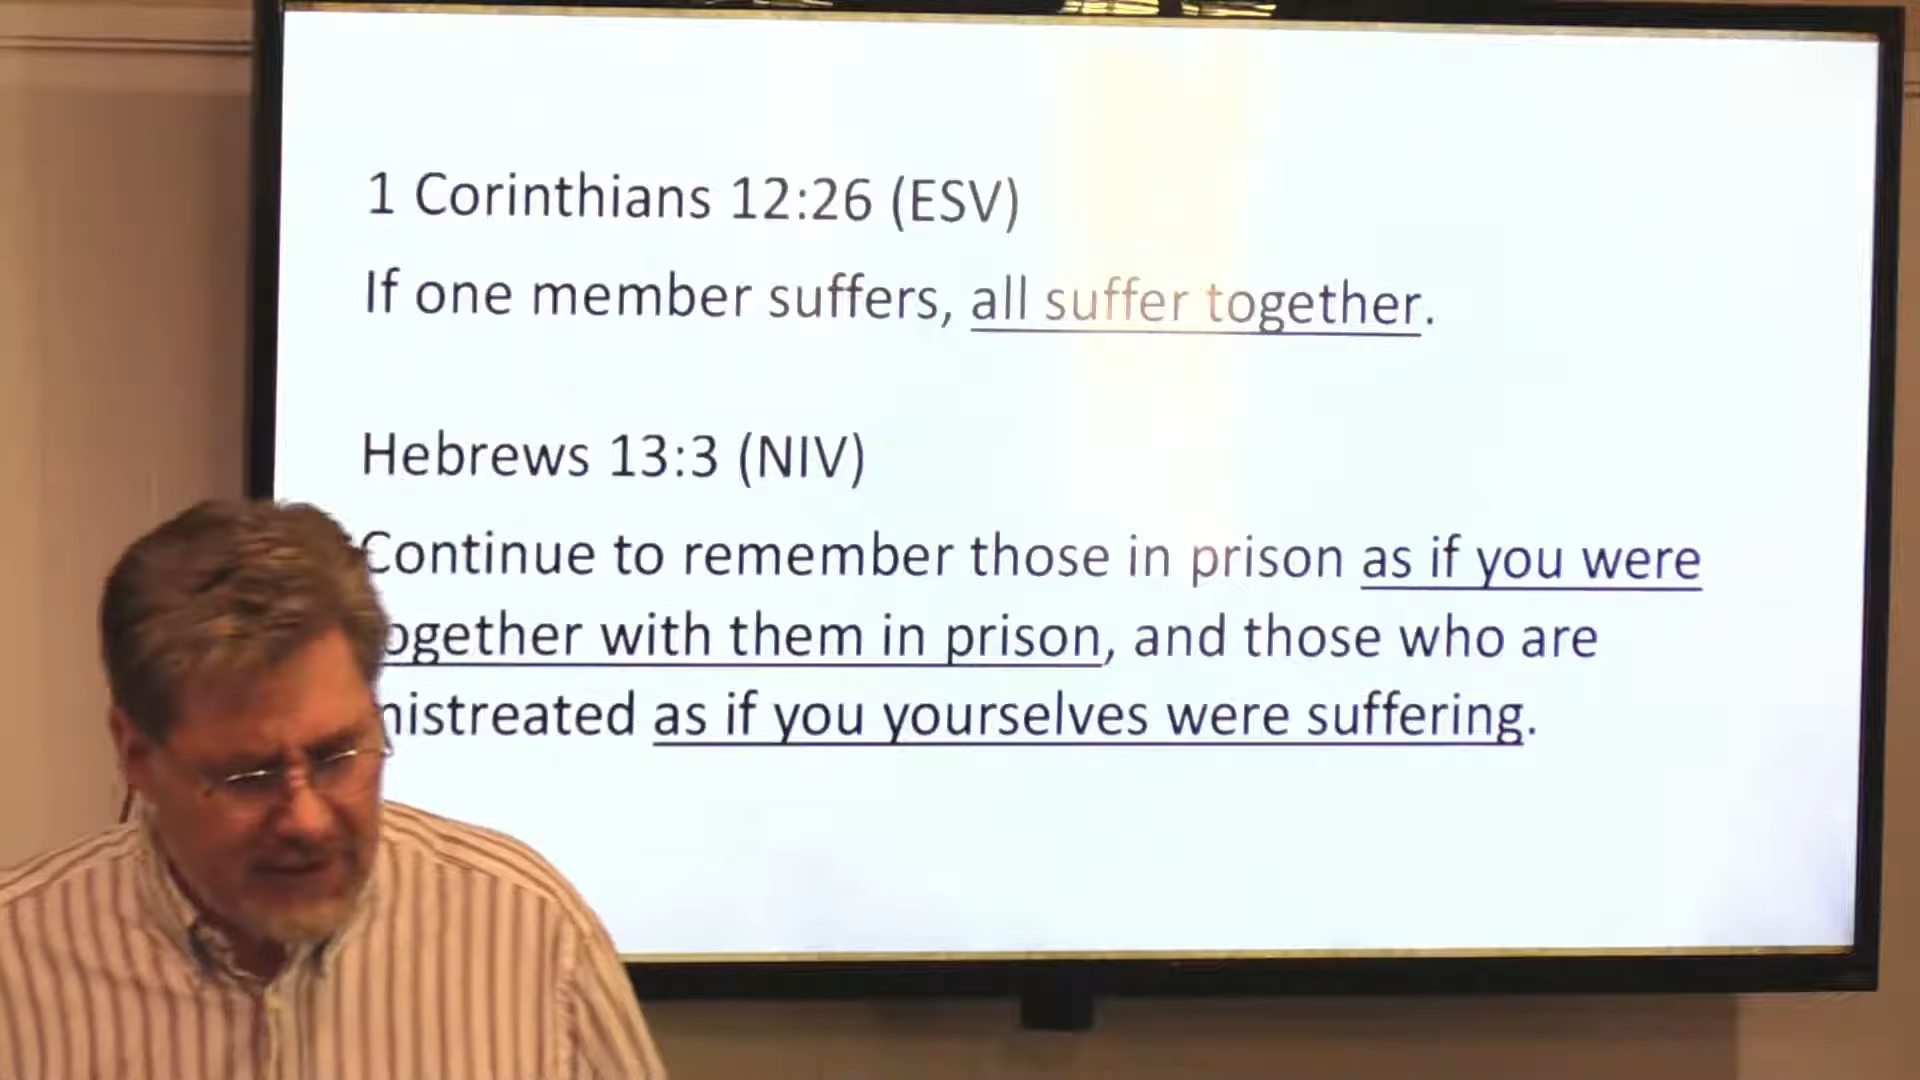 1 Corinthians 12:26 (ESV)
If one member suffers, all suffer together.
Hebrews 13:3 (NIV)
Continue to remember those in prison as if you were
together with them in prison, and those who are
mistreated as if you yourselves were suffering.